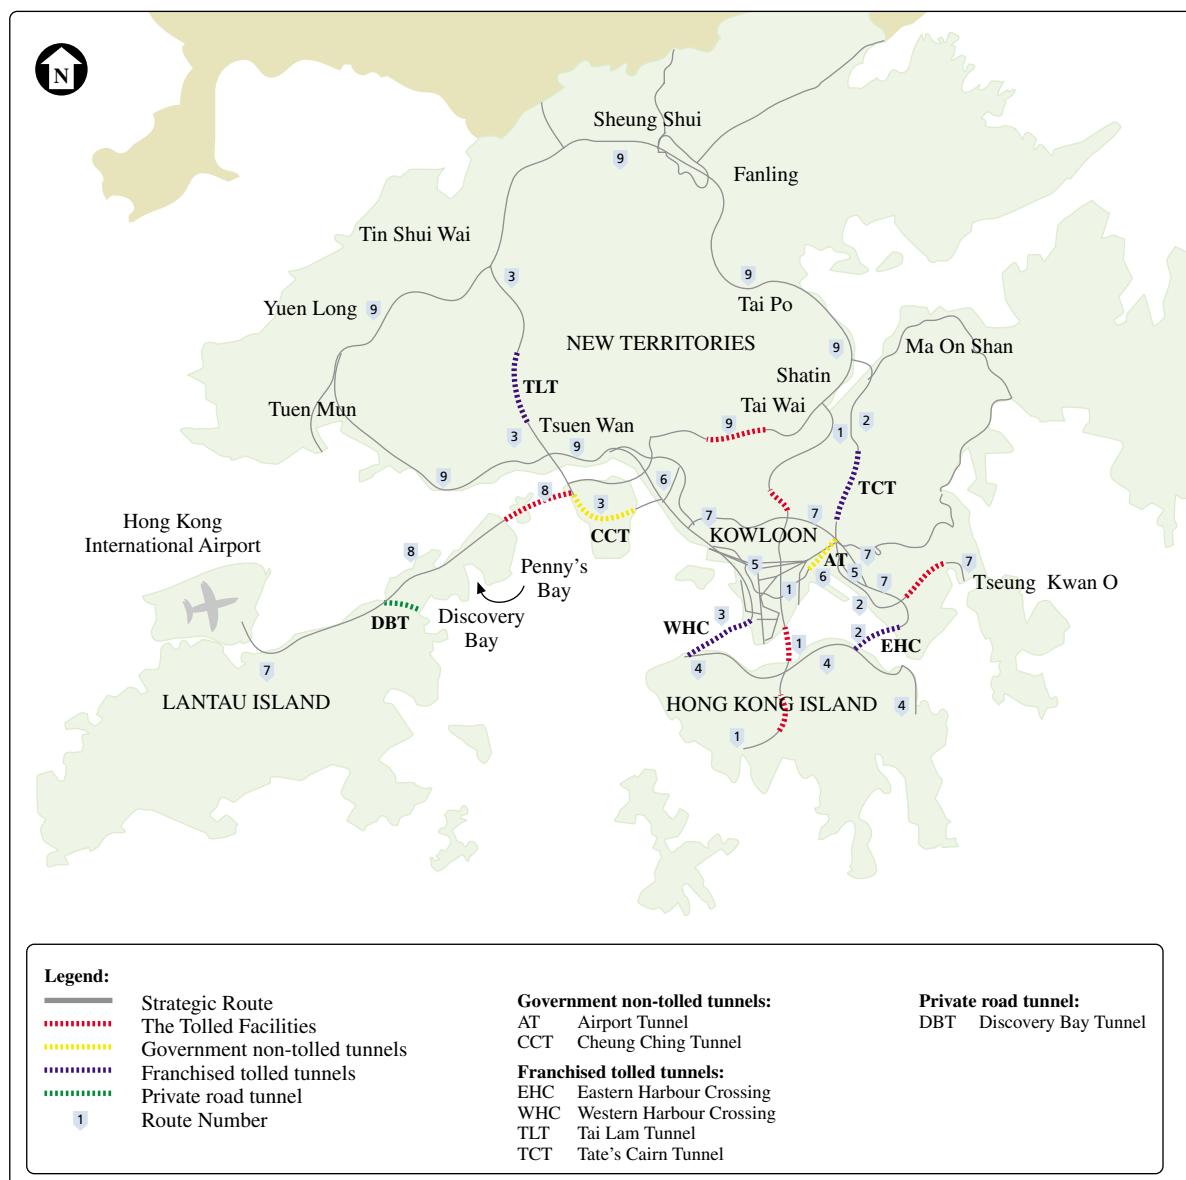 N
Sheung Shui
9
Fanling
Tin Shui Wai
3
9
Yuen Long
9
Tai Po
NEW TERRITORIES
9
Ma On Shan
Shatin
TLT
Tuen Mun
Tai Wai
Tsuen Wan
9
2
1
3
9
9
6
8
TCT
3
7
7
Hong Kong
International Airport
CCT
KOWLOON
8
AT
7
7
5
5
6
7
Tseung Kwan O
Penny's
Bay
1
2
Discovery
Bay
DBT
WHC
3
2
EHC
1
4
4
7
LANTAU ISLAND
HONG KONG ISLAND
4
1
Legend:
Strategic Route
The Tolled Facilities
Government non-tolled tunnels
Franchised tolled tunnels
Private road tunnel
1
Route Number
Government non-tolled tunnels:
AT Airport Tunnel
CCT Cheung Ching Tunnel
Franchised tolled tunnels:
EHC Eastern Harbour Crossing
WHC Western Harbour Crossing
TLT Tai Lam Tunnel
TCT Tate's Cairn Tunnel
Private road tunnel:
DBT Discovery Bay Tunnel